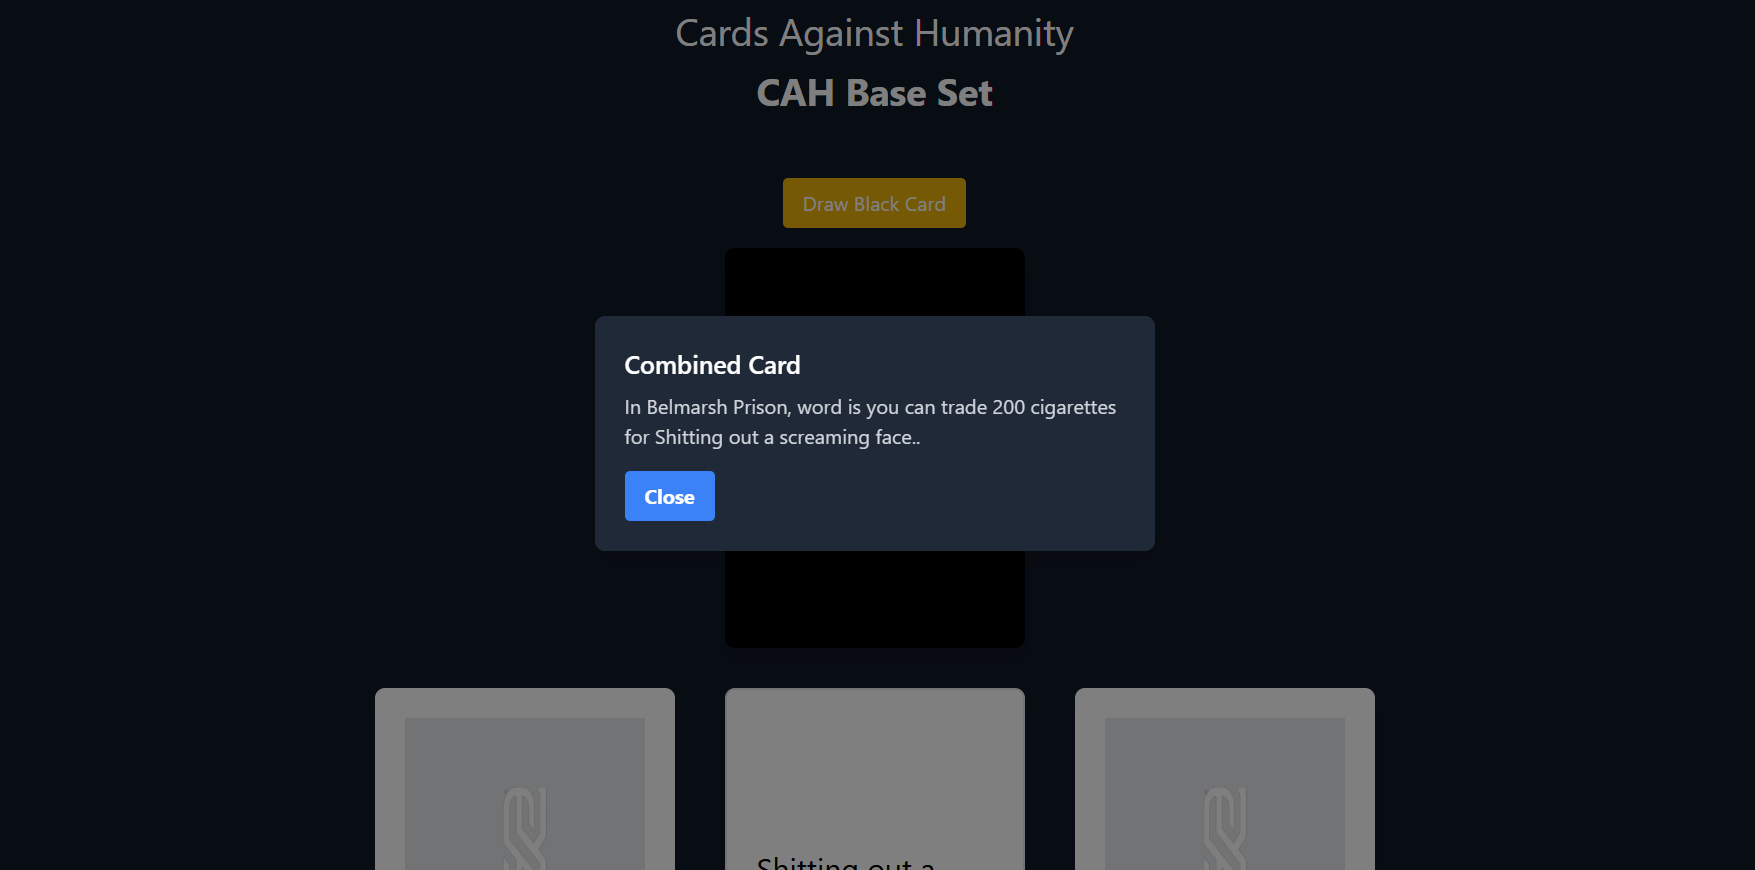 Cards Against Humanity
CAH Base Set
Draw Black Card
Combined Card
In Belmarsh Prison, word is you can trade 200 cigarettes
for Shitting out a screaming face..
Close
Shitting out a